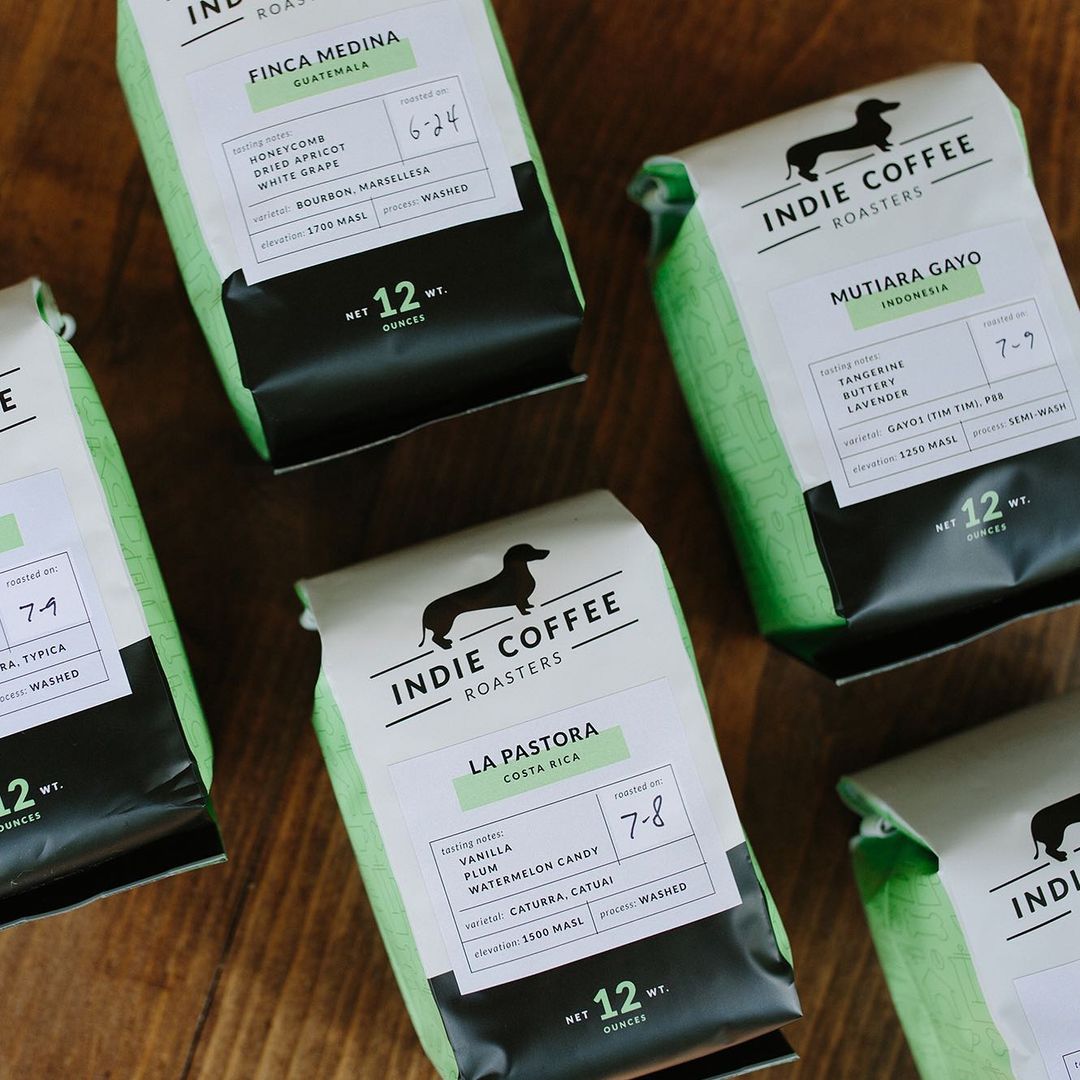 IND
ROAS
FINCA MEDINA
GUATEMALA
tasting notes:
HONEYCOMB
DRIED APRICOT
WHITE GRAPE
roasted on:
6-24
varietal: BOURBON, MARSELLESA
elevation: 1700 MASL process: WASHED
NET 12 WT.
OUNCES
INDIE COFFEE
ROASTERS
MUTIARA GAYO
INDONESIA
tasting notes:
TANGERINE
BUTTERY
LAVENDER
roasted on:
7-9
varietal: GAYO1 (TIM TIM), P88
elevation: 1250 MASL process: SEMI-WASH
NET 12 WT.
OUNCES
E
roasted on:
7-9
RA, TYPICA
process: WASHED
12 WT.
OUNCES
INDIE COFFEE
ROASTERS
LA PASTORA
COSTA RICA
tasting notes:
VANILLA
PLUM
WATERMELON CANDY
roasted on:
7-8
varietal: CATURRA, CATUAI
elevation: 1500 MASL process: WASHED
NET 12 WT.
OUNCES
INDI